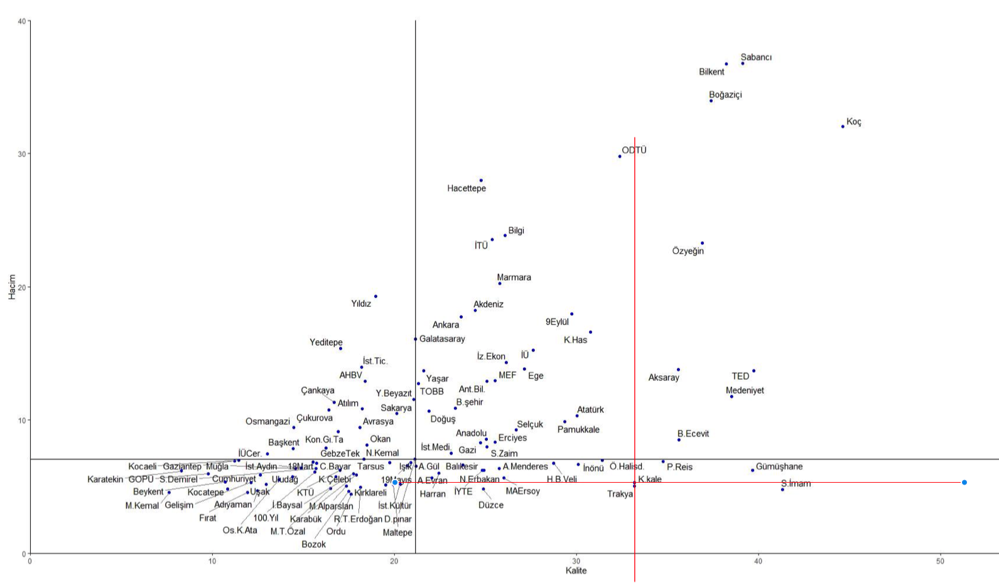 40
Sabancı
Bilkent
Boğaziçi
Koç
ODTÜ
30
Hacettepe
Bilgi
İTÜ
Özyeğin
Marmara
Hacim
20
Yıldız
Akdeniz
9Eylül
Ankara
K.Has
Galatasaray
Yeditepe
İz.Ekon
İÜ
İst.Tic.
AHBV
Yaşar
MEF
Ege
Aksaray
TED
Çankaya
Y.Beyazıt
TOBB
Ant.Bil.
Medeniyet
Atılım
Sakarya
B.şehir
Atatürk
10
Osmangazi
Çukurova
Avrasya
Doğuş
Selçuk
Pamukkale
Başkent
Kon.Gı.Ta
Okan
Anadolu
Erciyes
B.Ecevit
İÜCer.
GebzeTek
N.Kemal
İst.Medi.
Gazi
S.Zaim
Kocaeli
Gaziantep
Muğla
İst.Aydın
18Mart
C.Bayar
Tarsus
Işık
A.Gül
Balıkesir
A.Menderes
İnönü
Ö.Halisd.
P.Reis
Gümüşhane
Karatekin
GOPÜ
S.Demirel
Cumhuriyet
Uludağ
K.Çelebi
19Mayıs
A.Evran
N.Erbakan
H.B.Veli
K.kale
S.İmam
Beykent
Kocatepe
Uşak
KTÜ
Kırklareli
Harran
İYTE
MAErsoy
Trakya
M.Kemal
Gelişim
Adıyaman
İ.Baysal
M.Alparslan
İst.Kültür
Düzce
Fırat
100.Yıl
Karabük
R.T.Erdoğan
D.pınar
Os.K.Ata
M.T.Özal
Ordu
Maltepe
Bozok
0
0
10
20
30
40
50
Kalite